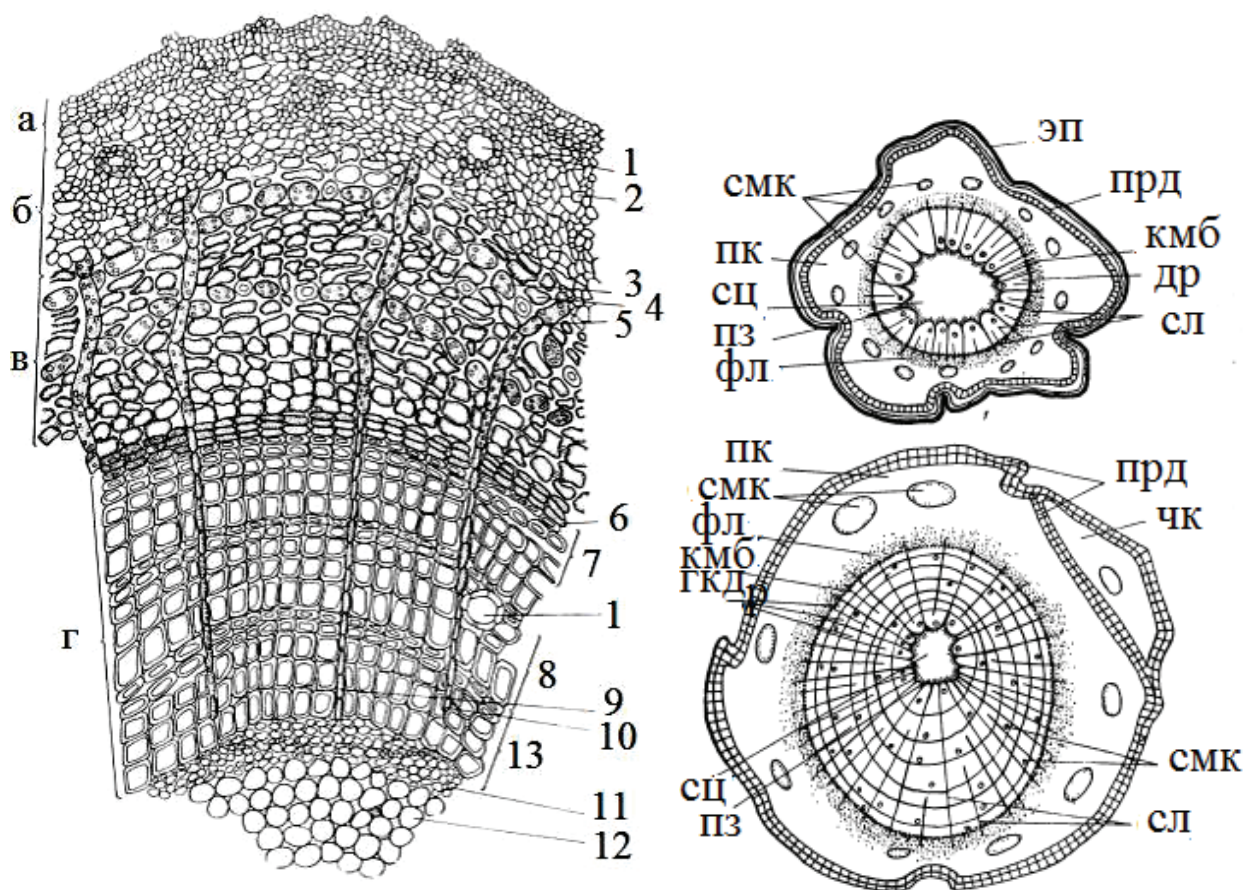 а
б
в
г
1
2
3
4
5
6
7
1
8
9
10
13
11
12
эп
смк
прд
пк
кмб
сц
др
пз
сл
фл
пк
смк
прд
фл
чк
кмб
гкдр
смк
сц
пз
сл